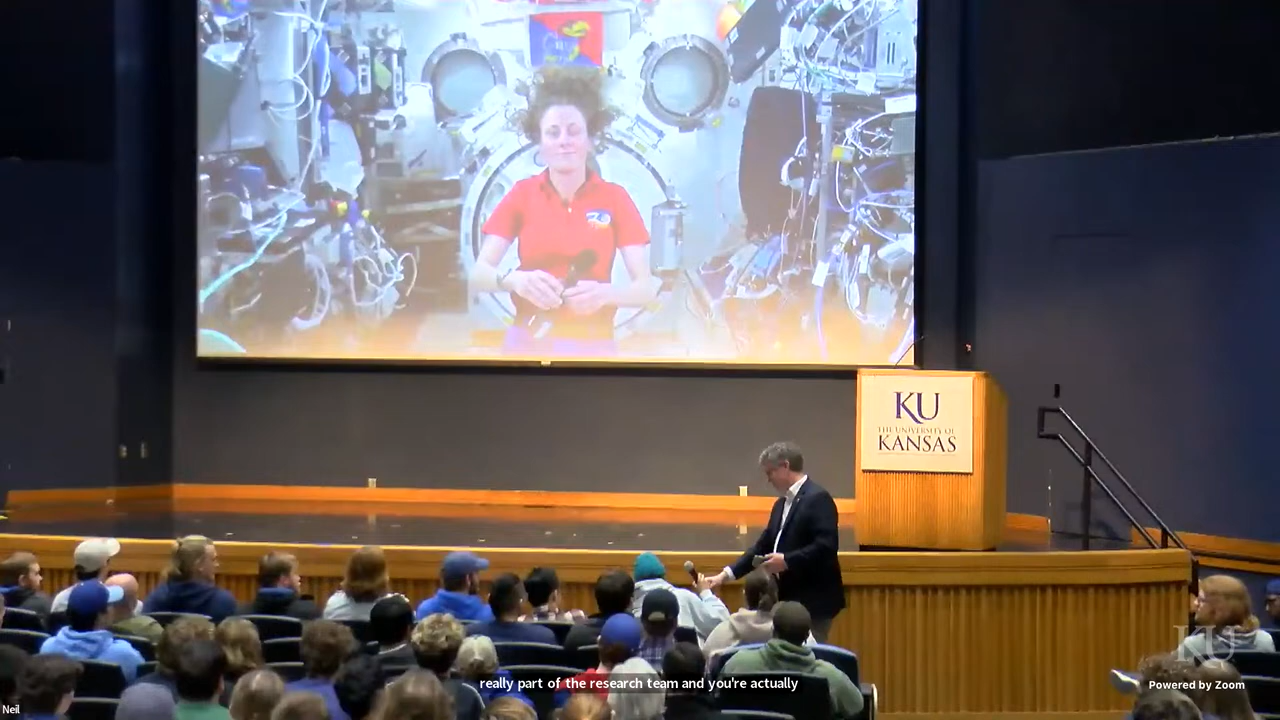 KU
THE UNIVERSITY OF
KANSAS
really part of the research team and you're actually
KU
Powered by Zoom
Neil